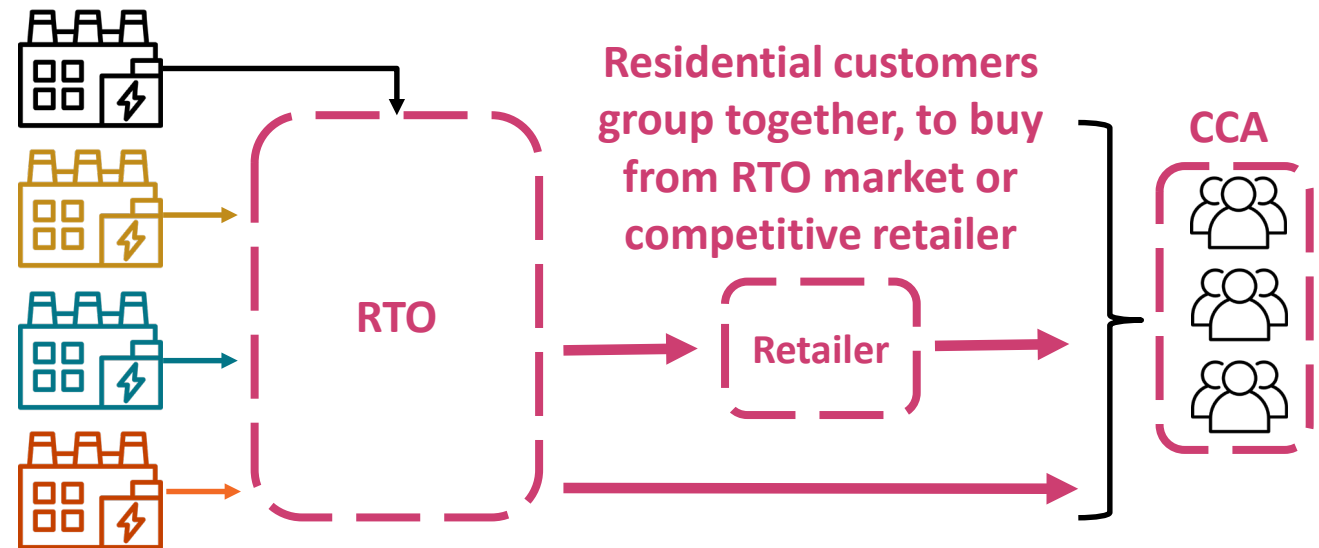 Residential customers
group together, to buy
from RTO market or
competitive retailer
CCA
RTO
Retailer